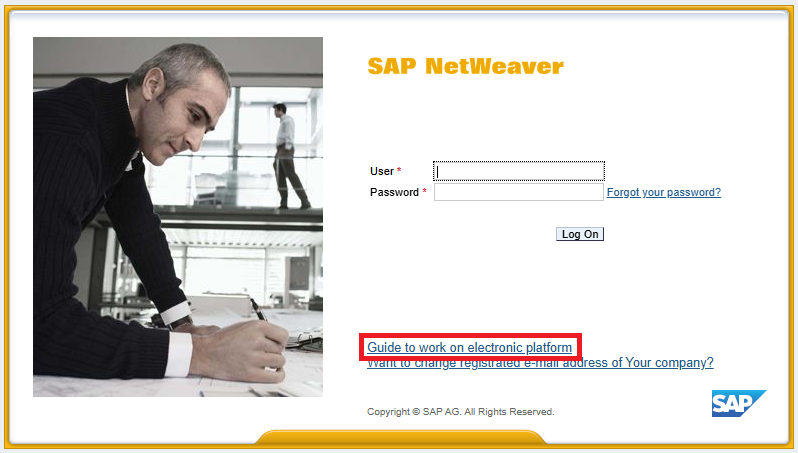 SAP NetWeaver
User *
Password * Forgot your password?
Log On
Guide to work on electronic platform
Want to change registrated e-mail address of Your company?
SAP
Copyright © SAP AG. All Rights Reserved.